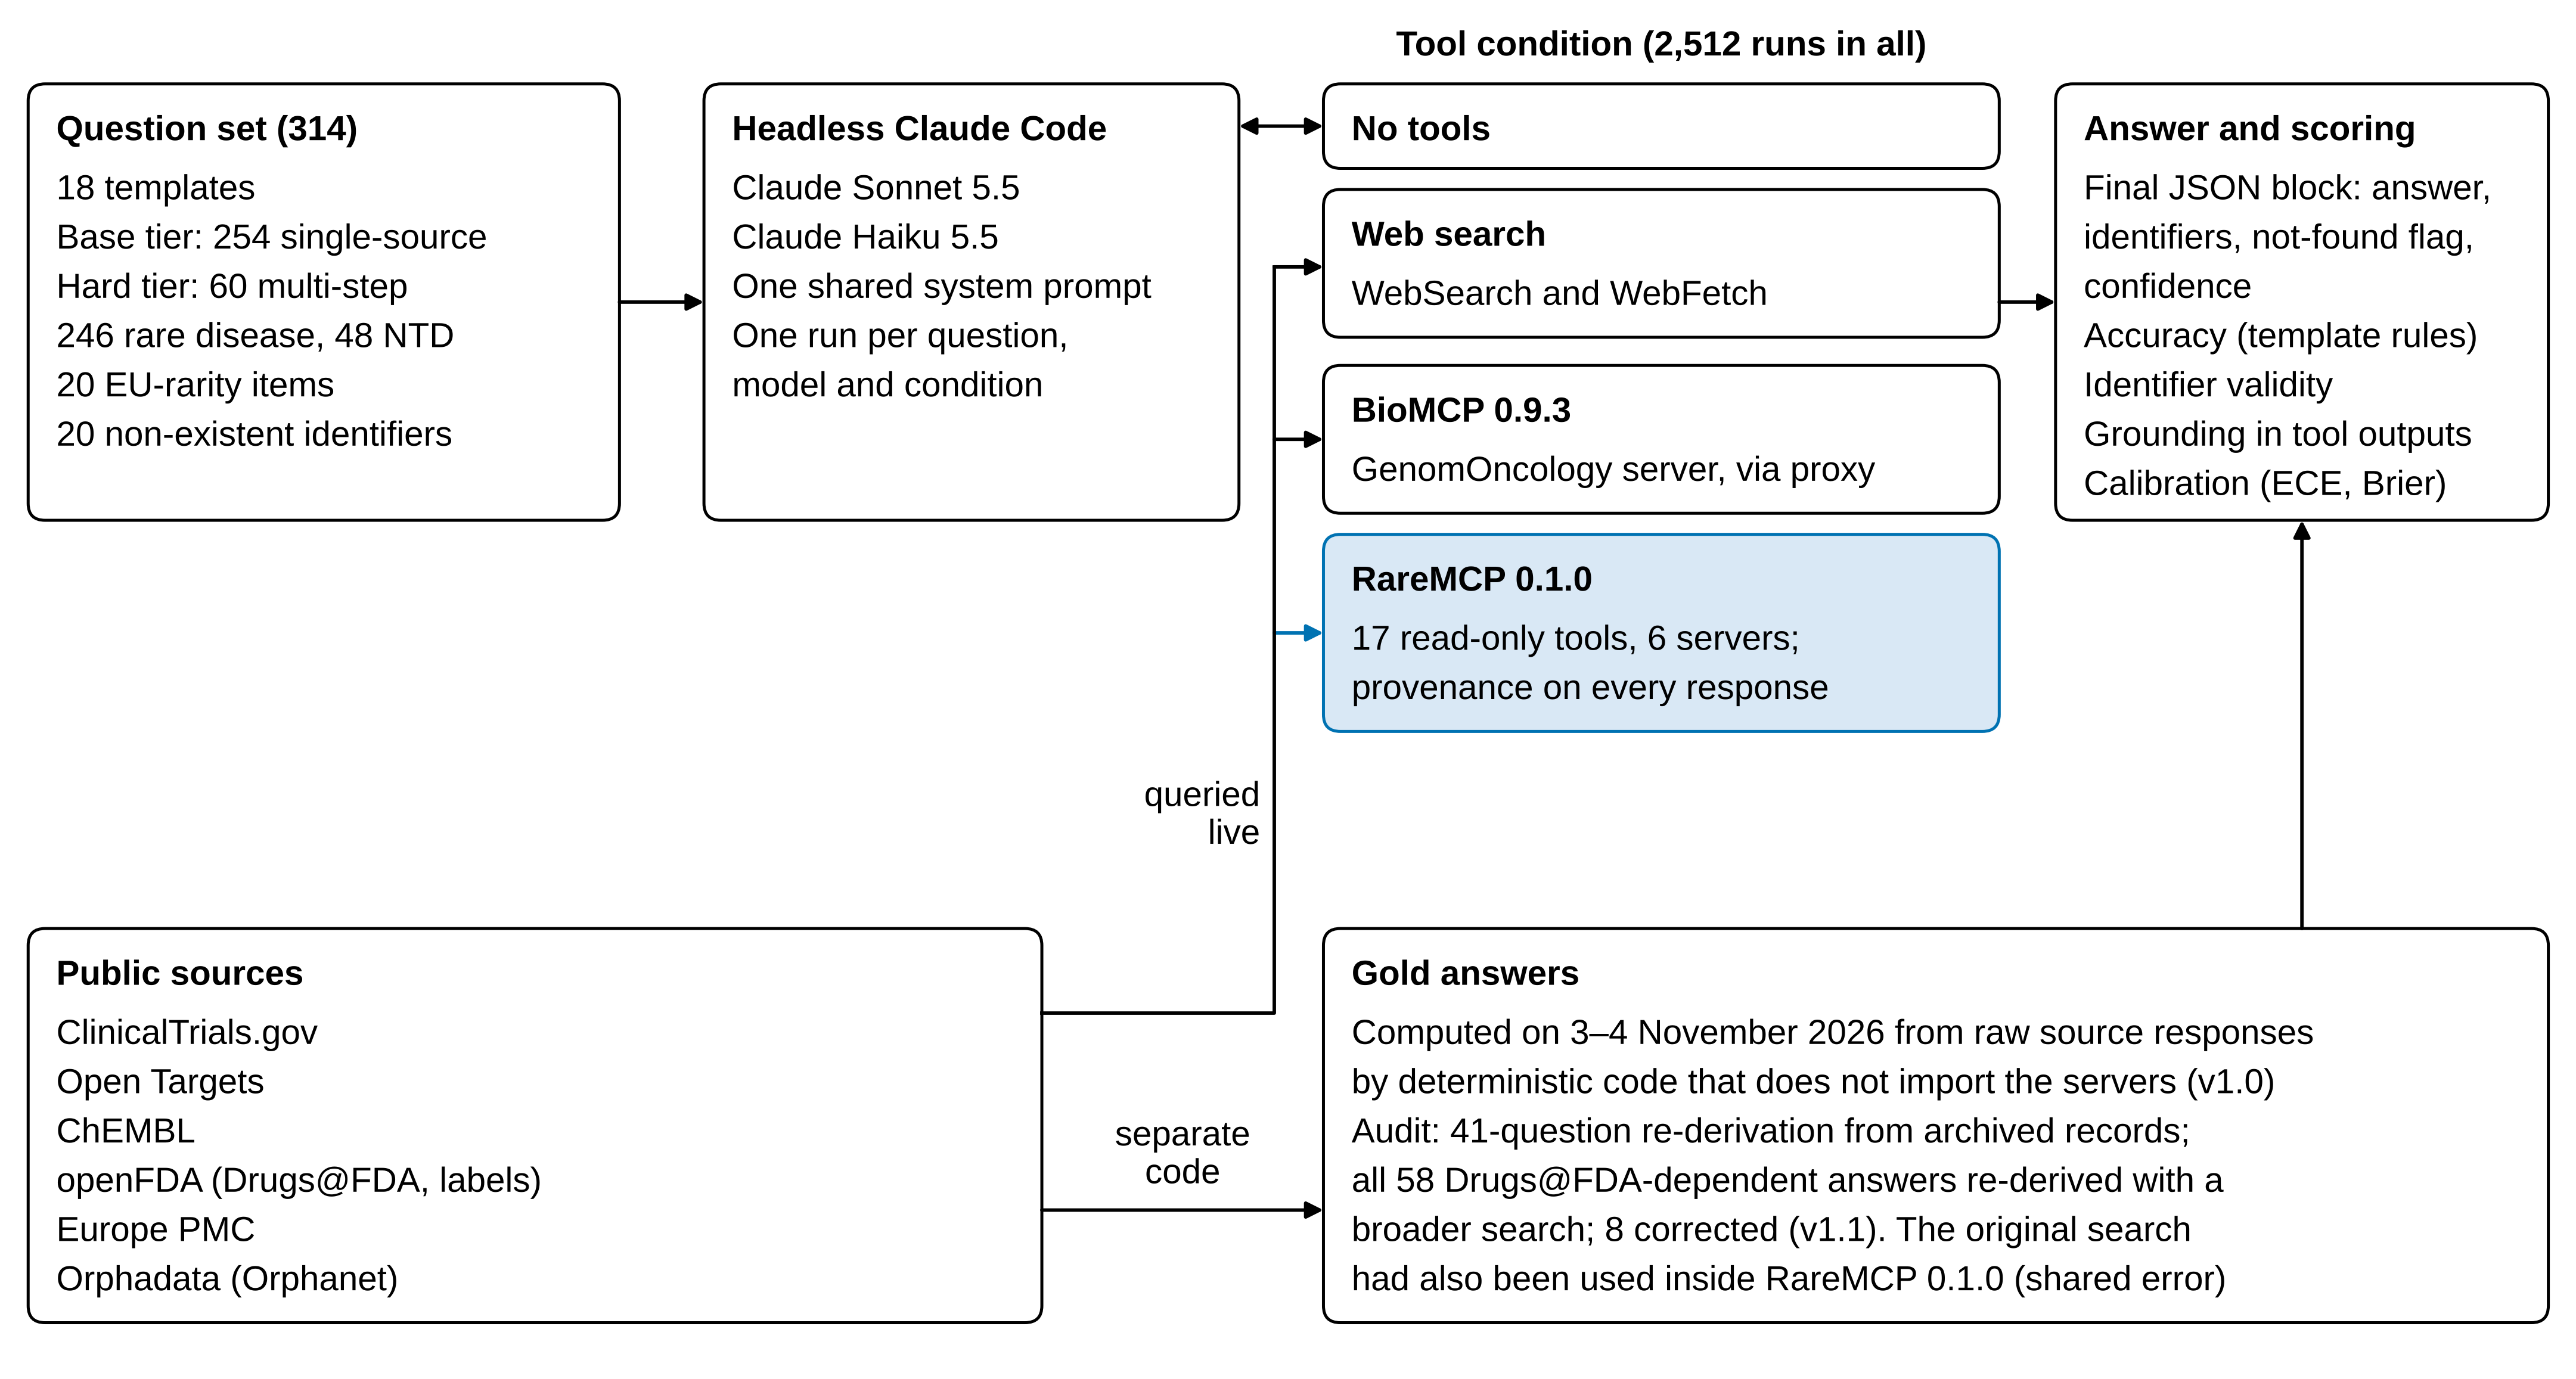 Tool condition (2,512 runs in all)
Question set (314)
18 templates
Base tier: 254 single-source
Hard tier: 60 multi-step
246 rare disease, 48 NTD
20 EU-rarity items
20 non-existent identifiers
Headless Claude Code
Claude Sonnet 5.5
Claude Haiku 5.5
One shared system prompt
One run per question,
model and condition
No tools
Web search
WebSearch and WebFetch
BioMCP 0.9.3
GenomOncology server, via proxy
RareMCP 0.1.0
17 read-only tools, 6 servers;
provenance on every response
Answer and scoring
Final JSON block: answer,
identifiers, not-found flag,
confidence
Accuracy (template rules)
Identifier validity
Grounding in tool outputs
Calibration (ECE, Brier)
queried
live
Public sources
ClinicalTrials.gov
Open Targets
ChEMBL
openFDA (Drugs@FDA, labels)
Europe PMC
Orphadata (Orphanet)
separate
code
Gold answers
Computed on 3–4 November 2026 from raw source responses
by deterministic code that does not import the servers (v1.0)
Audit: 41-question re-derivation from archived records;
all 58 Drugs@FDA-dependent answers re-derived with a
broader search; 8 corrected (v1.1). The original search
had also been used inside RareMCP 0.1.0 (shared error)